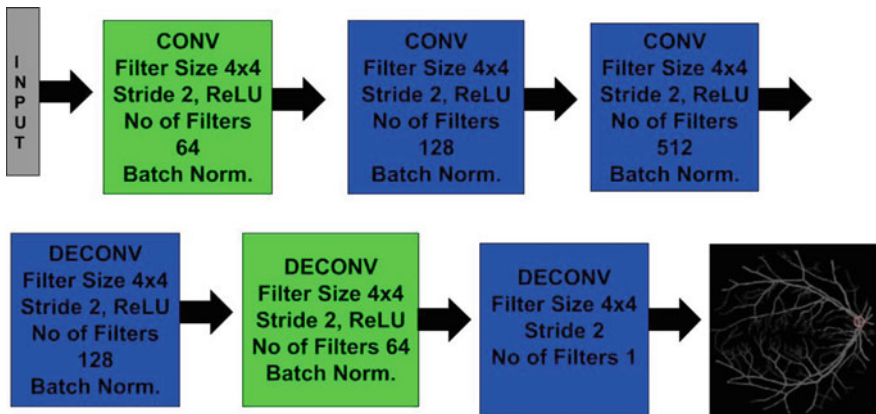 INPUT
CONV
Filter Size 4x4
Stride 2, ReLU
No of Filters
64
Batch Norm.
CONV
Filter Size 4x4
Stride 2, ReLU
No of Filters
128
Batch Norm.
CONV
Filter Size 4x4
Stride 2, ReLU
No of Filters
512
Batch Norm.
DECONV
Filter Size 4x4
Stride 2, ReLU
No of Filters
128
Batch Norm.
DECONV
Filter Size 4x4
Stride 2, ReLU
No of Filters 64
Batch Norm.
DECONV
Filter Size 4x4
Stride 2
No of Filters 1